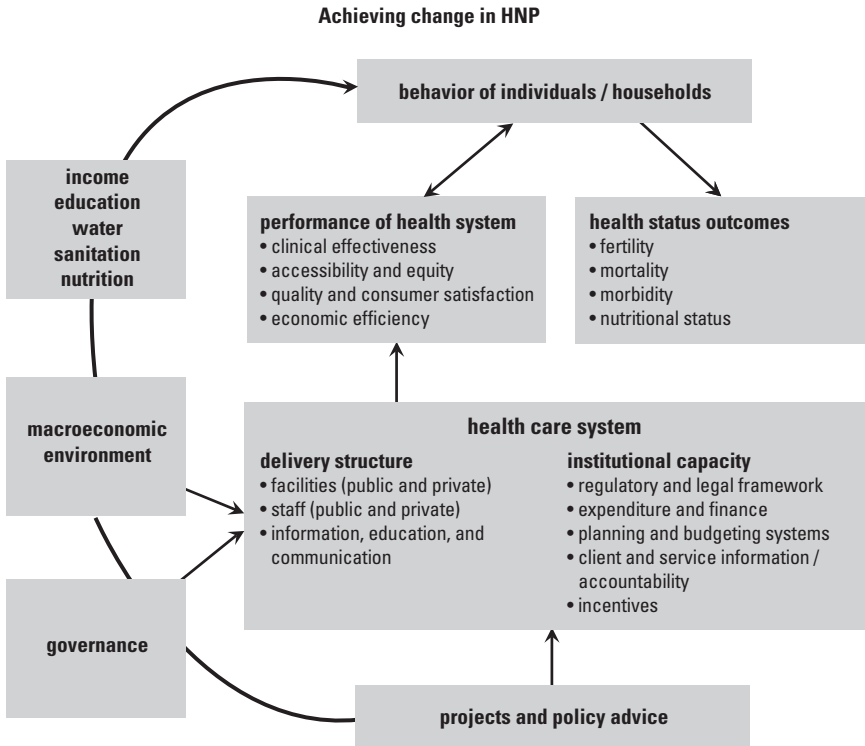 Achieving change in HNP
behavior of individuals / households
income
education
water
sanitation
nutrition
performance of health system
• clinical effectiveness
• accessibility and equity
• quality and consumer satisfaction
• economic efficiency
health status outcomes
• fertility
• mortality
• morbidity
• nutritional status
macroeconomic
environment
health care system
delivery structure
• facilities (public and private)
• staff (public and private)
• information, education, and
communication
institutional capacity
• regulatory and legal framework
• expenditure and finance
• planning and budgeting systems
• client and service information /
accountability
• incentives
governance
projects and policy advice